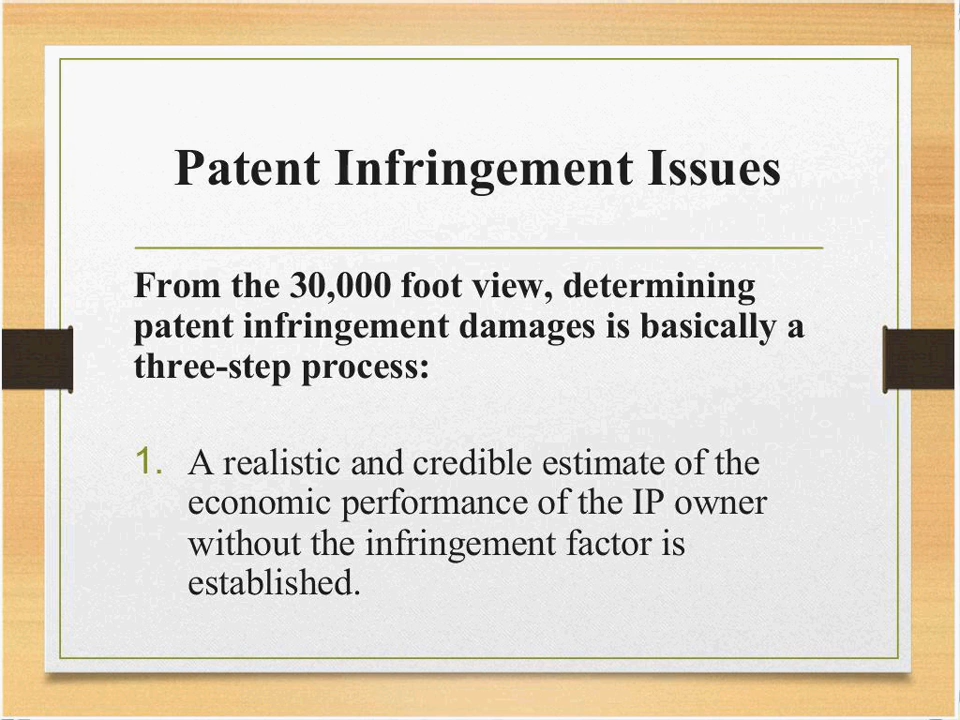 Patent Infringement Issues
From the 30,000 foot view, determining
patent infringement damages is basically a
three-step process:
1. A realistic and credible estimate of the
economic performance of the IP owner
without the infringement factor is
established.